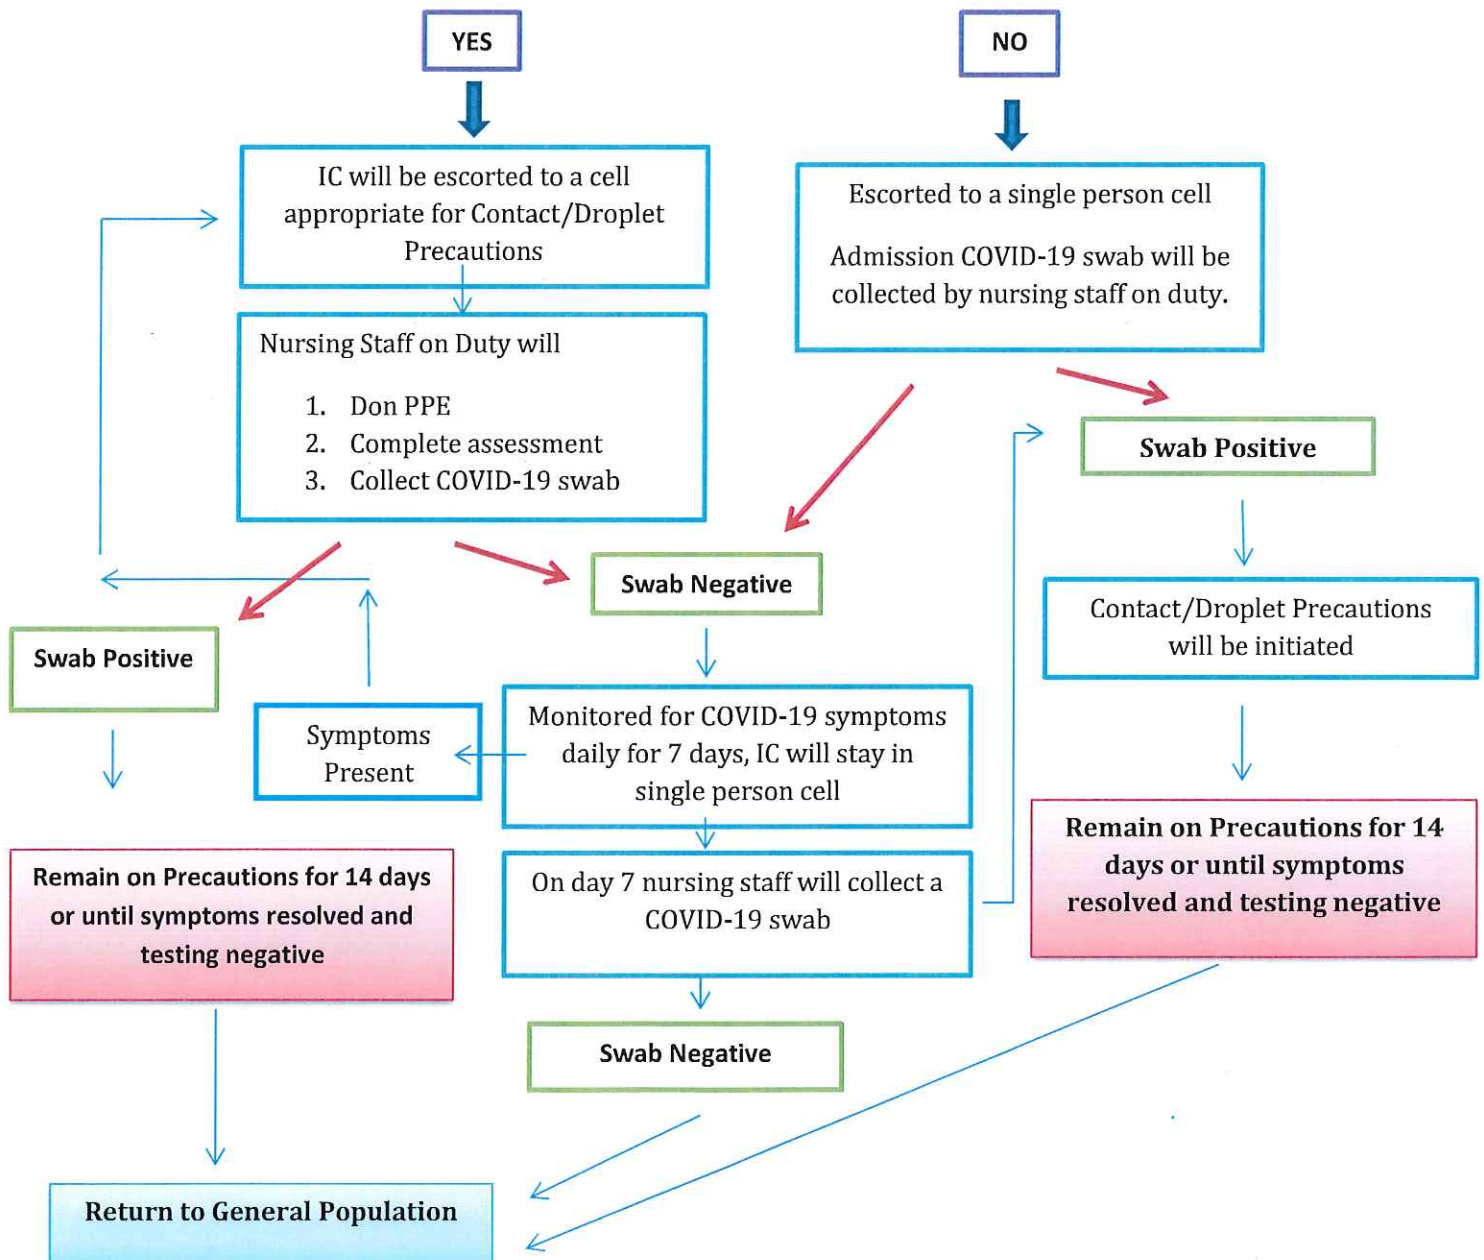 YES
NO
IC will be escorted to a cell
appropriate for Contact/Droplet
Precautions
Escorted to a single person cell
Admission COVID-19 swab will be
collected by nursing staff on duty.
Nursing Staff on Duty will
1. Don PPE
2. Complete assessment
3. Collect COVID-19 swab
Swab Positive
Swab Negative
Contact/Droplet Precautions
will be initiated
Swab Positive
Symptoms
Present
Monitored for COVID-19 symptoms
daily for 7 days, IC will stay in
single person cell
Remain on Precautions for 14
days or until symptoms
resolved and testing negative
Remain on Precautions for 14 days
or until symptoms resolved and
testing negative
On day 7 nursing staff will collect a
COVID-19 swab
Swab Negative
Return to General Population